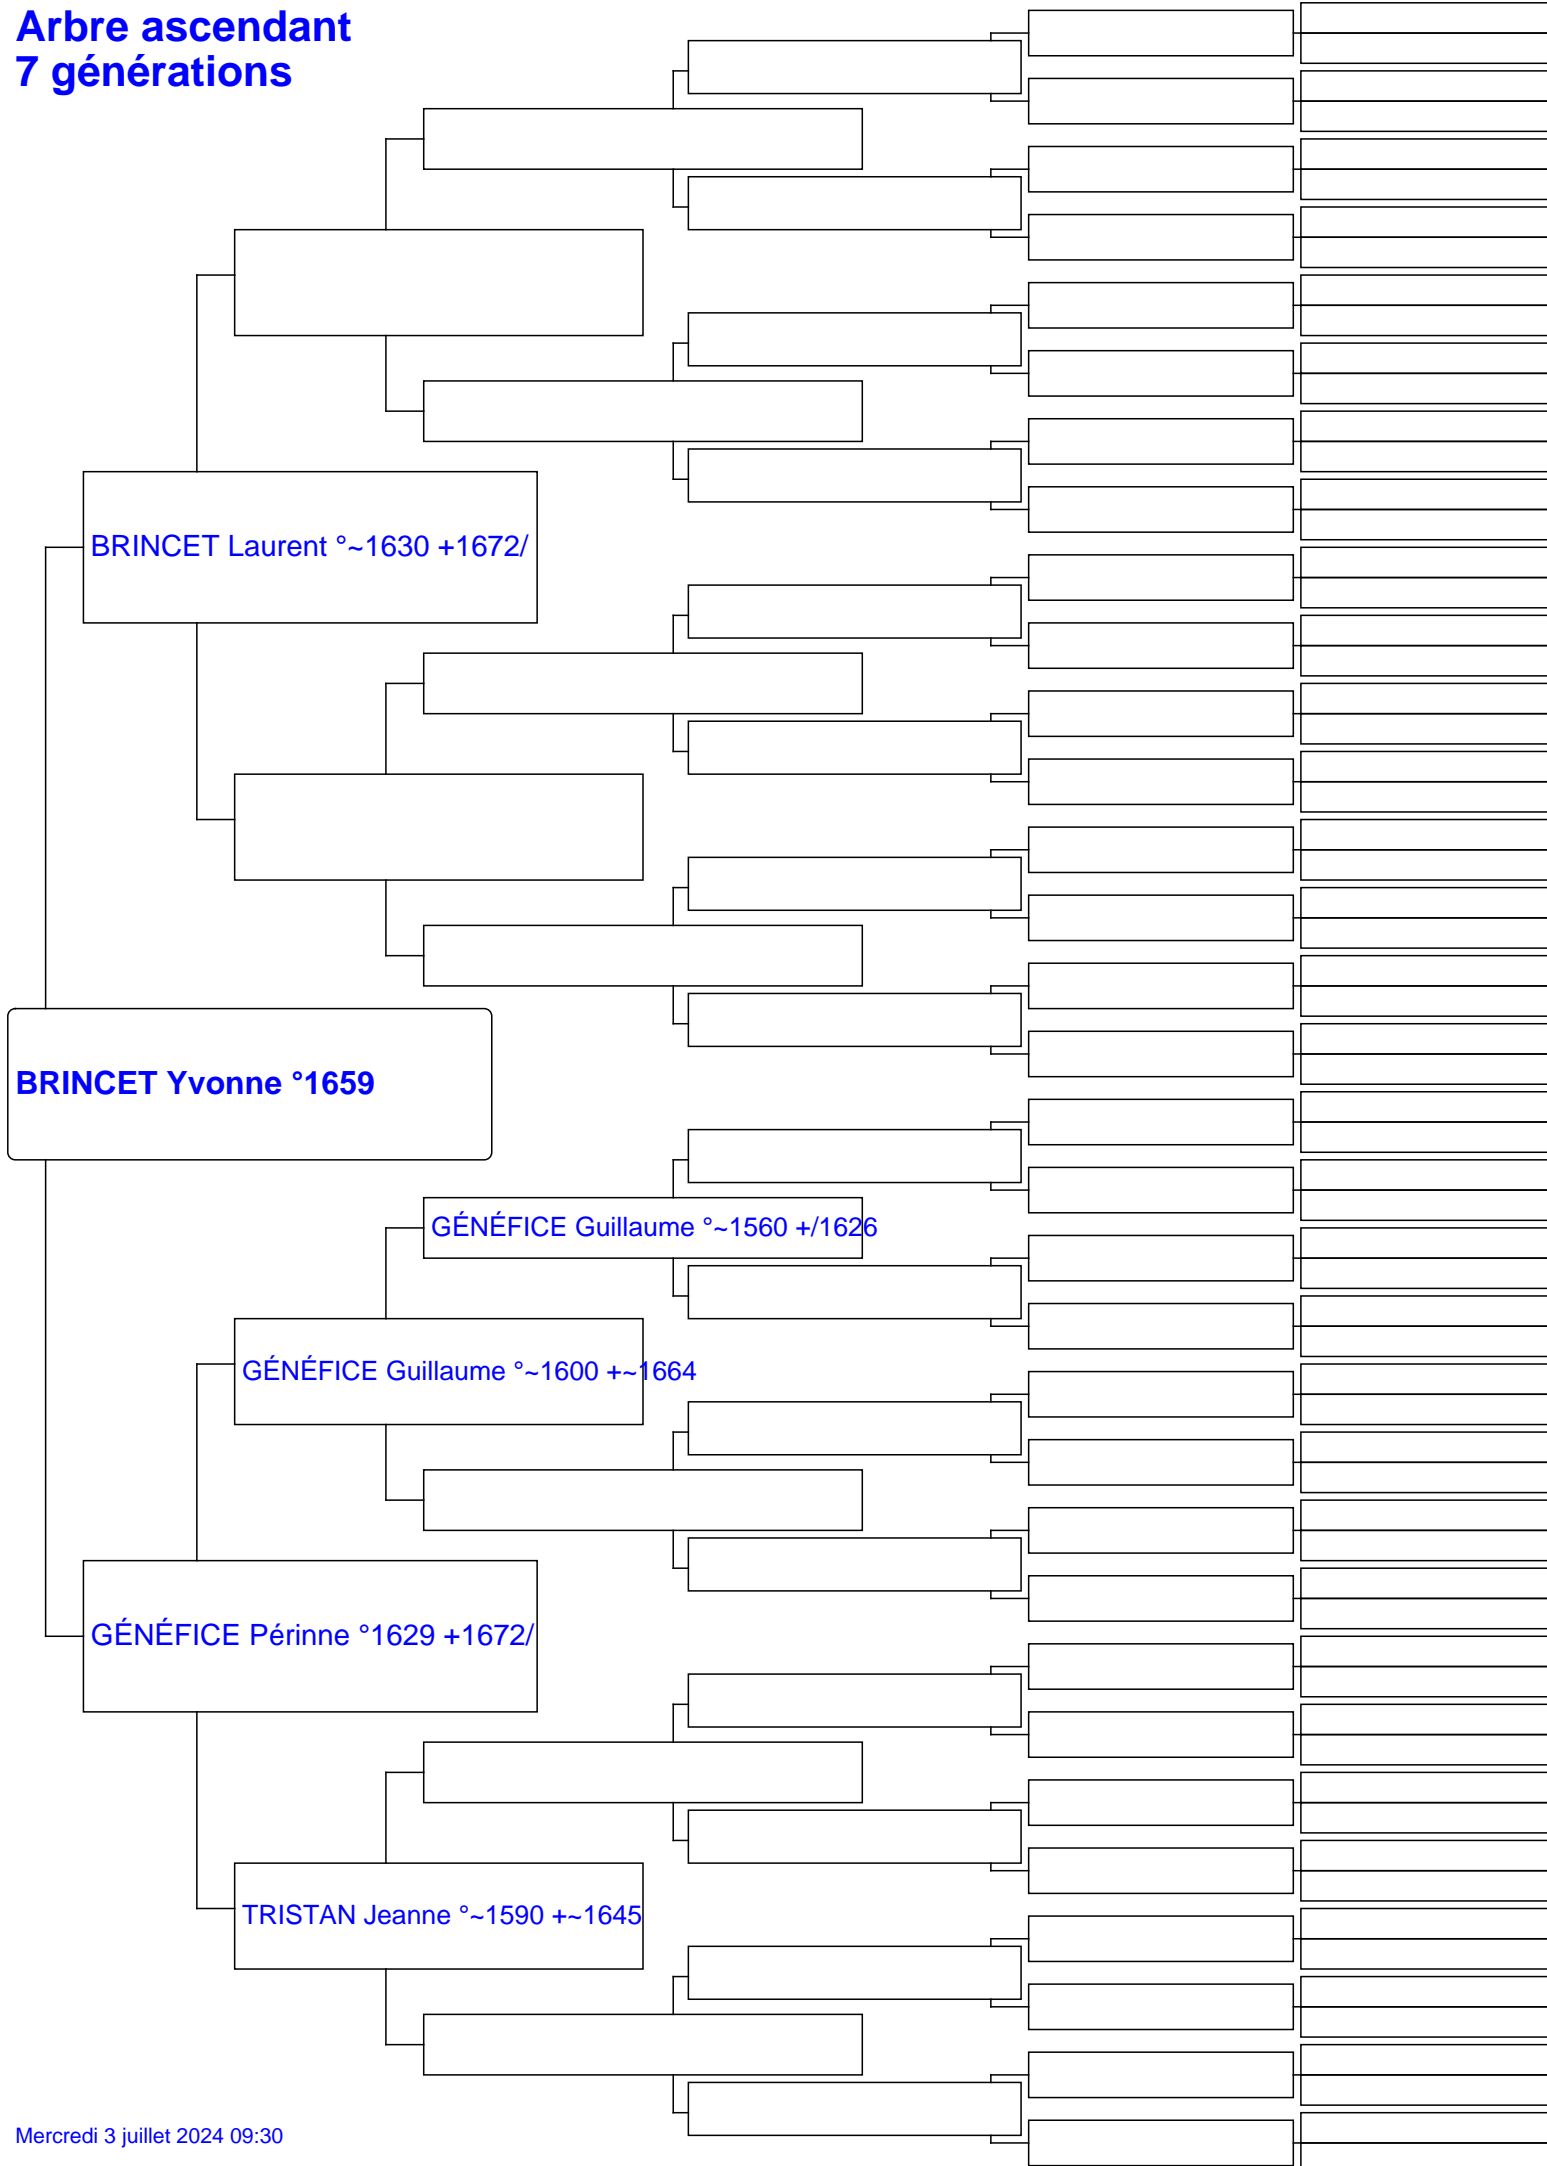 Arbre ascendant
7 générations
BRINCET Laurent °~1630 +1672/
BRINCET Yvonne °1659
GÉNÉFICE Guillaume °~1560 +/1626
GÉNÉFICE Guillaume °~1600 +~1664
GÉNÉFICE Périnne °1629 +1672/
TRISTAN Jeanne °~1590 +~1645
Mercredi 3 juillet 2024 09:30